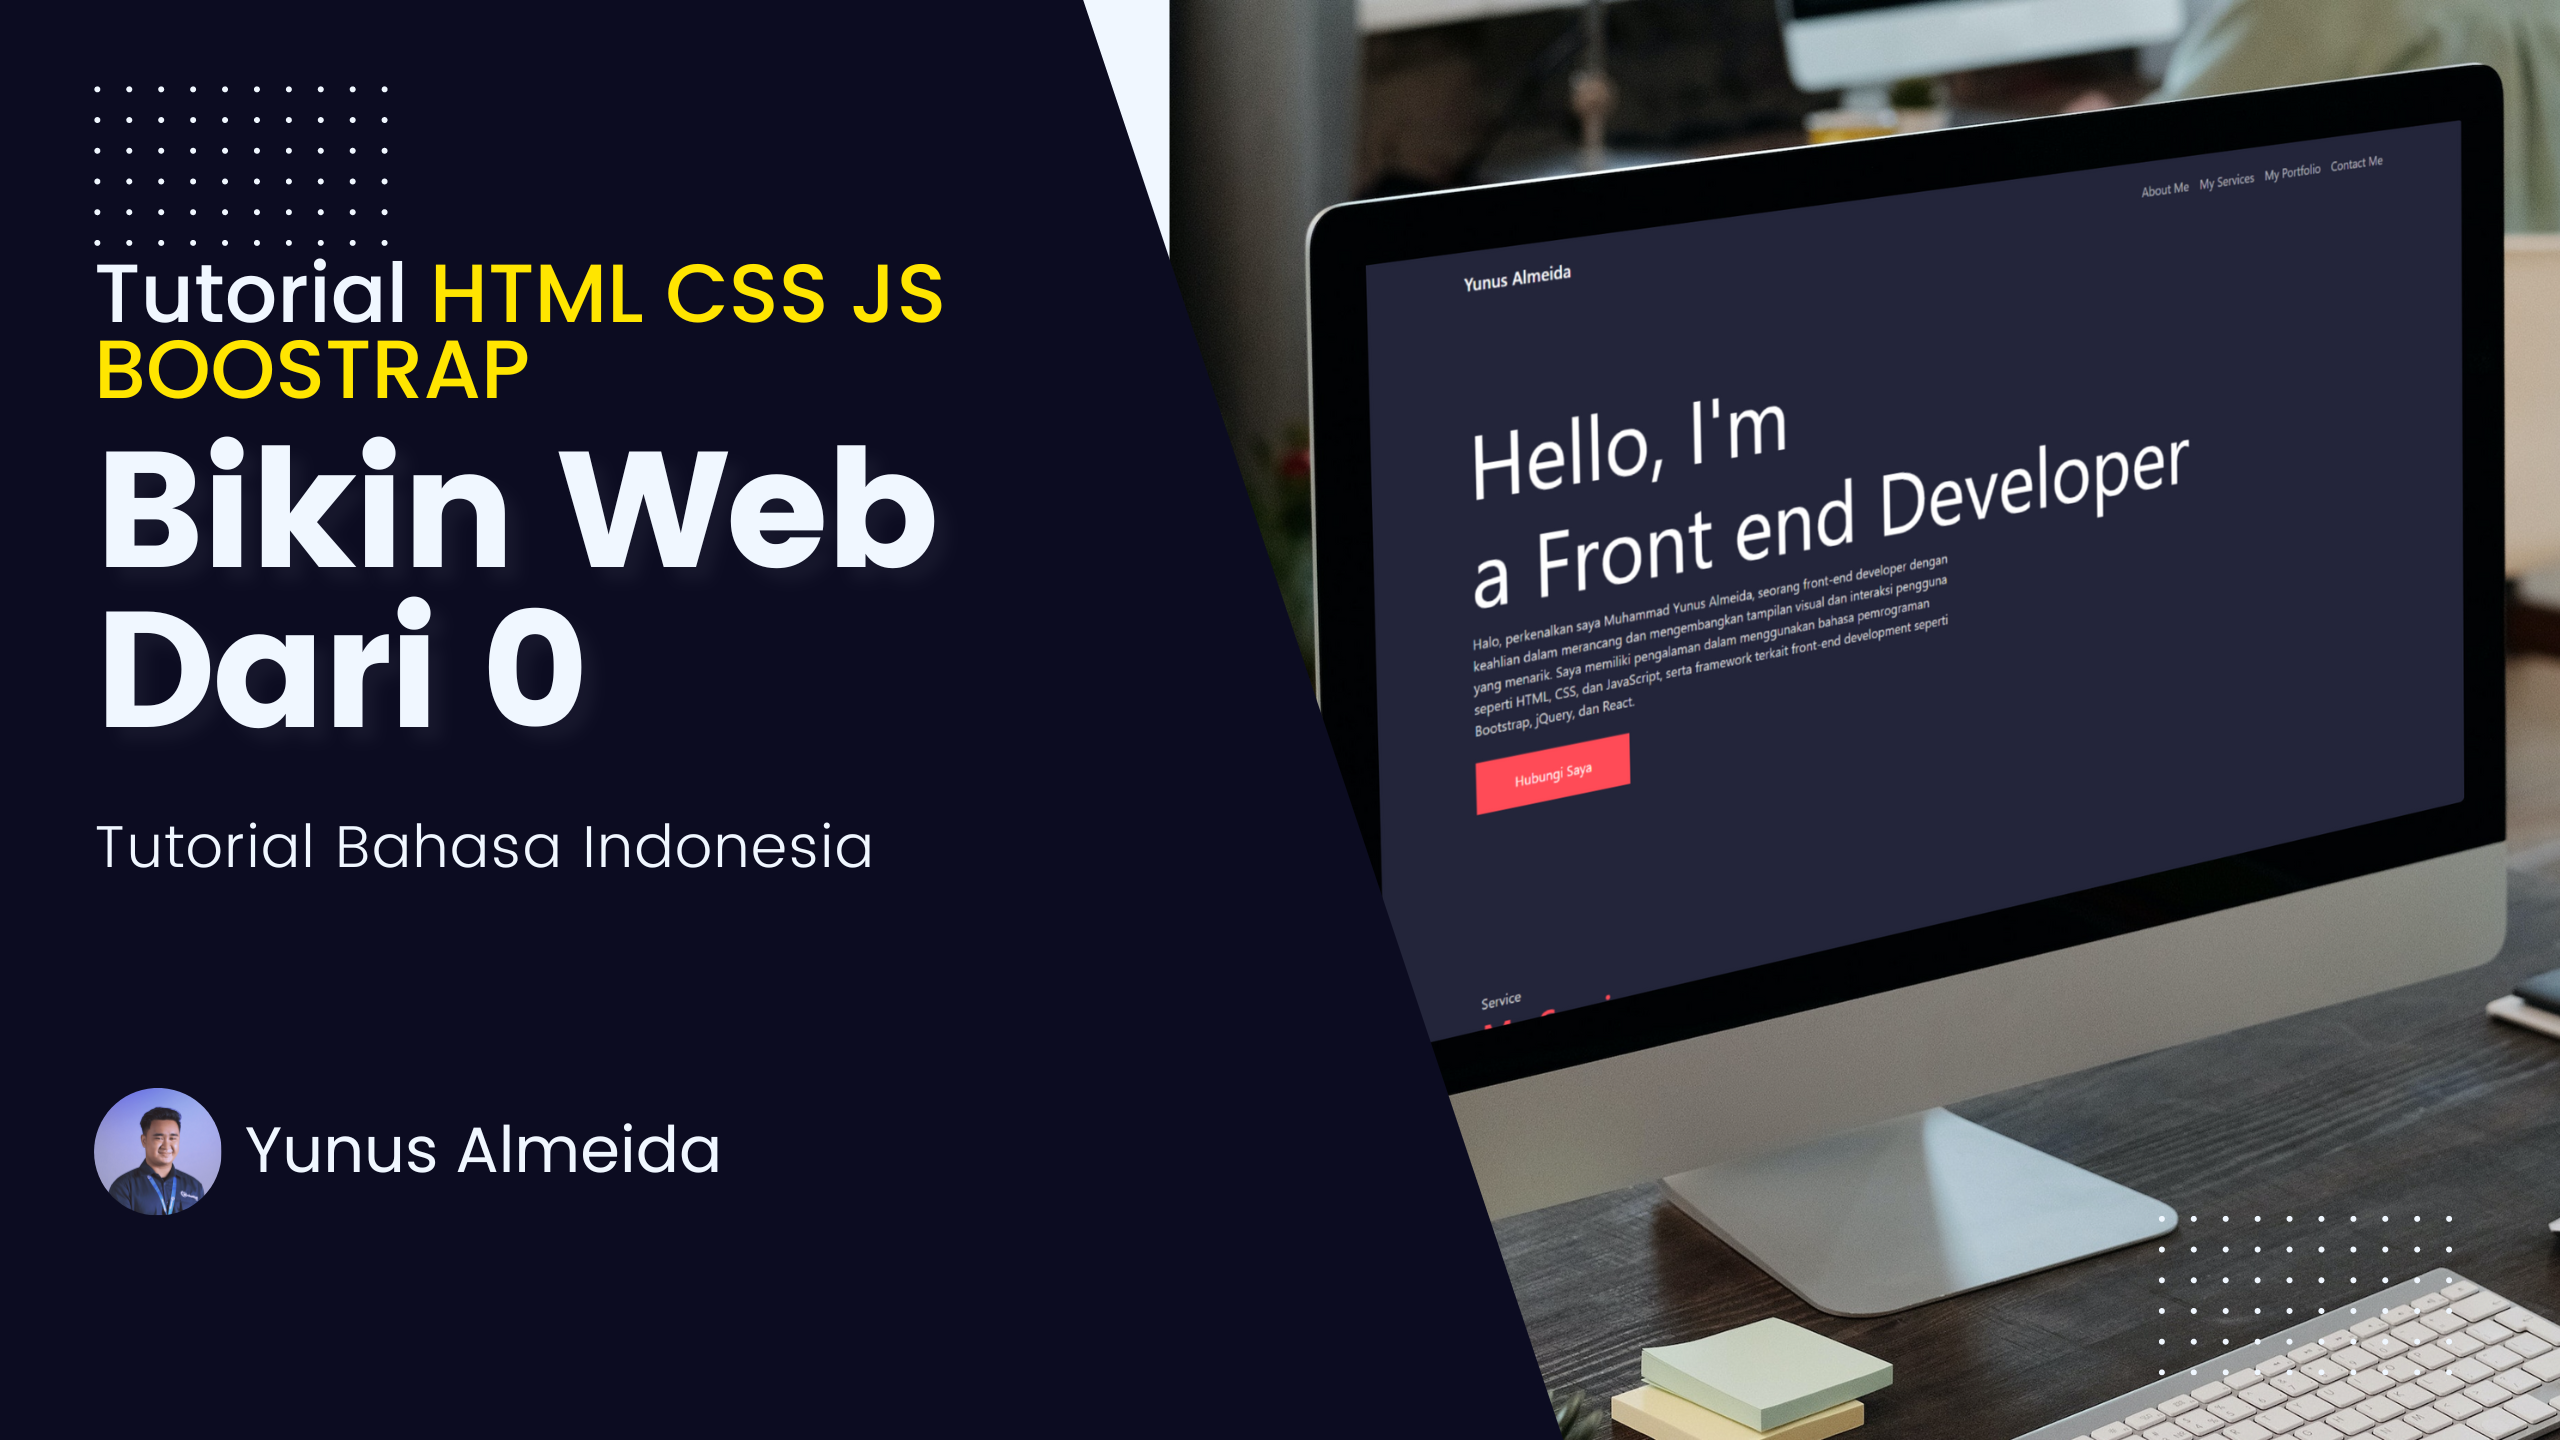 Tutorial HTML CSS JS
BOOSTRAP
Bikin Web
Dari 0
Tutorial Bahasa Indonesia
Yunus Almeida
About Me My Services My Portfolio Contact Me
Yunus Almeida
Hello, I'm
a Front end Developer
Halo, perkenalkan saya Muhammad Yunus Almeida, seorang front-end developer dengan
keahlian dalam merancang dan mengembangkan tampilan visual dan interaksi pengguna
yang menarik. Saya memiliki pengalaman dalam menggunakan bahasa pemrograman
seperti HTML, CSS, dan JavaScript, serta framework terkait front-end development seperti
Bootstrap, jQuery, dan React.
Hubungi Saya
Service